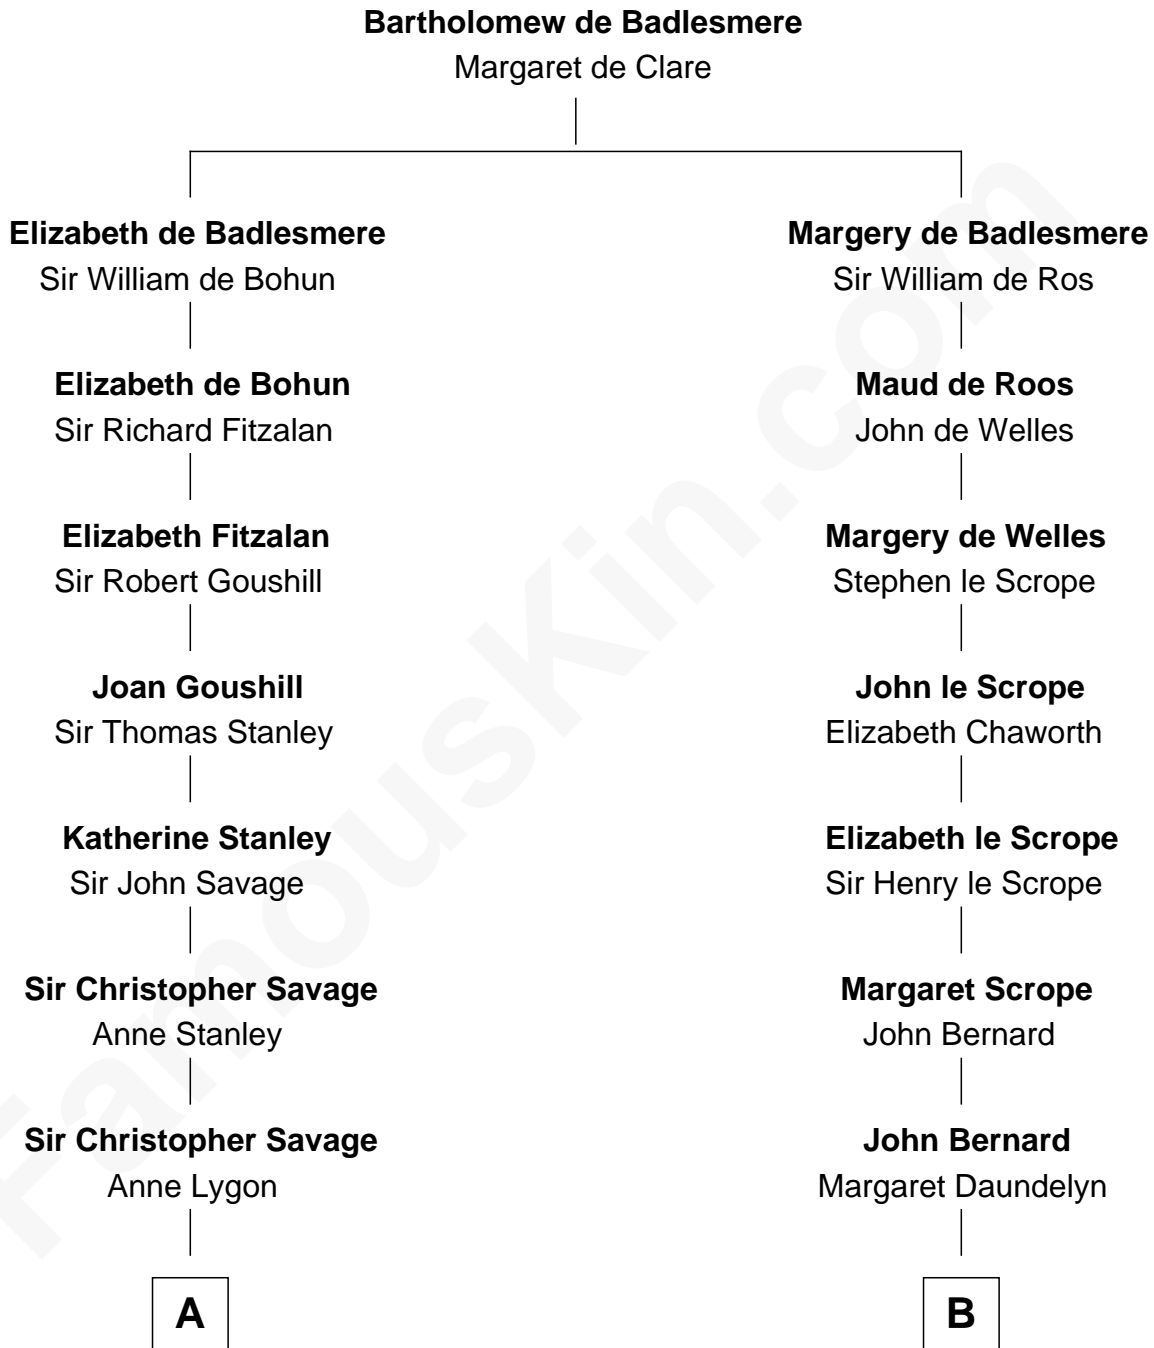 Bartholomew de Badlesmere
Margaret de Clare
Elizabeth de Badlesmere
Sir William de Bohun
Elizabeth de Bohun
Sir Richard Fitzalan
Elizabeth Fitzalan
Sir Robert Goushill
Joan Goushill
Sir Thomas Stanley
Katherine Stanley
Sir John Savage
Sir Christopher Savage
Anne Stanley
Sir Christopher Savage
Anne Lygon
A
Margery de Badlesmere
Sir William de Ros
Maud de Roos
John de Welles
Margery de Welles
Stephen le Scrope
John le Scrope
Elizabeth Chaworth
Elizabeth le Scrope
Sir Henry le Scrope
Margaret Scrope
John Bernard
John Bernard
Margaret Daundelyn
B
FamousKin.com